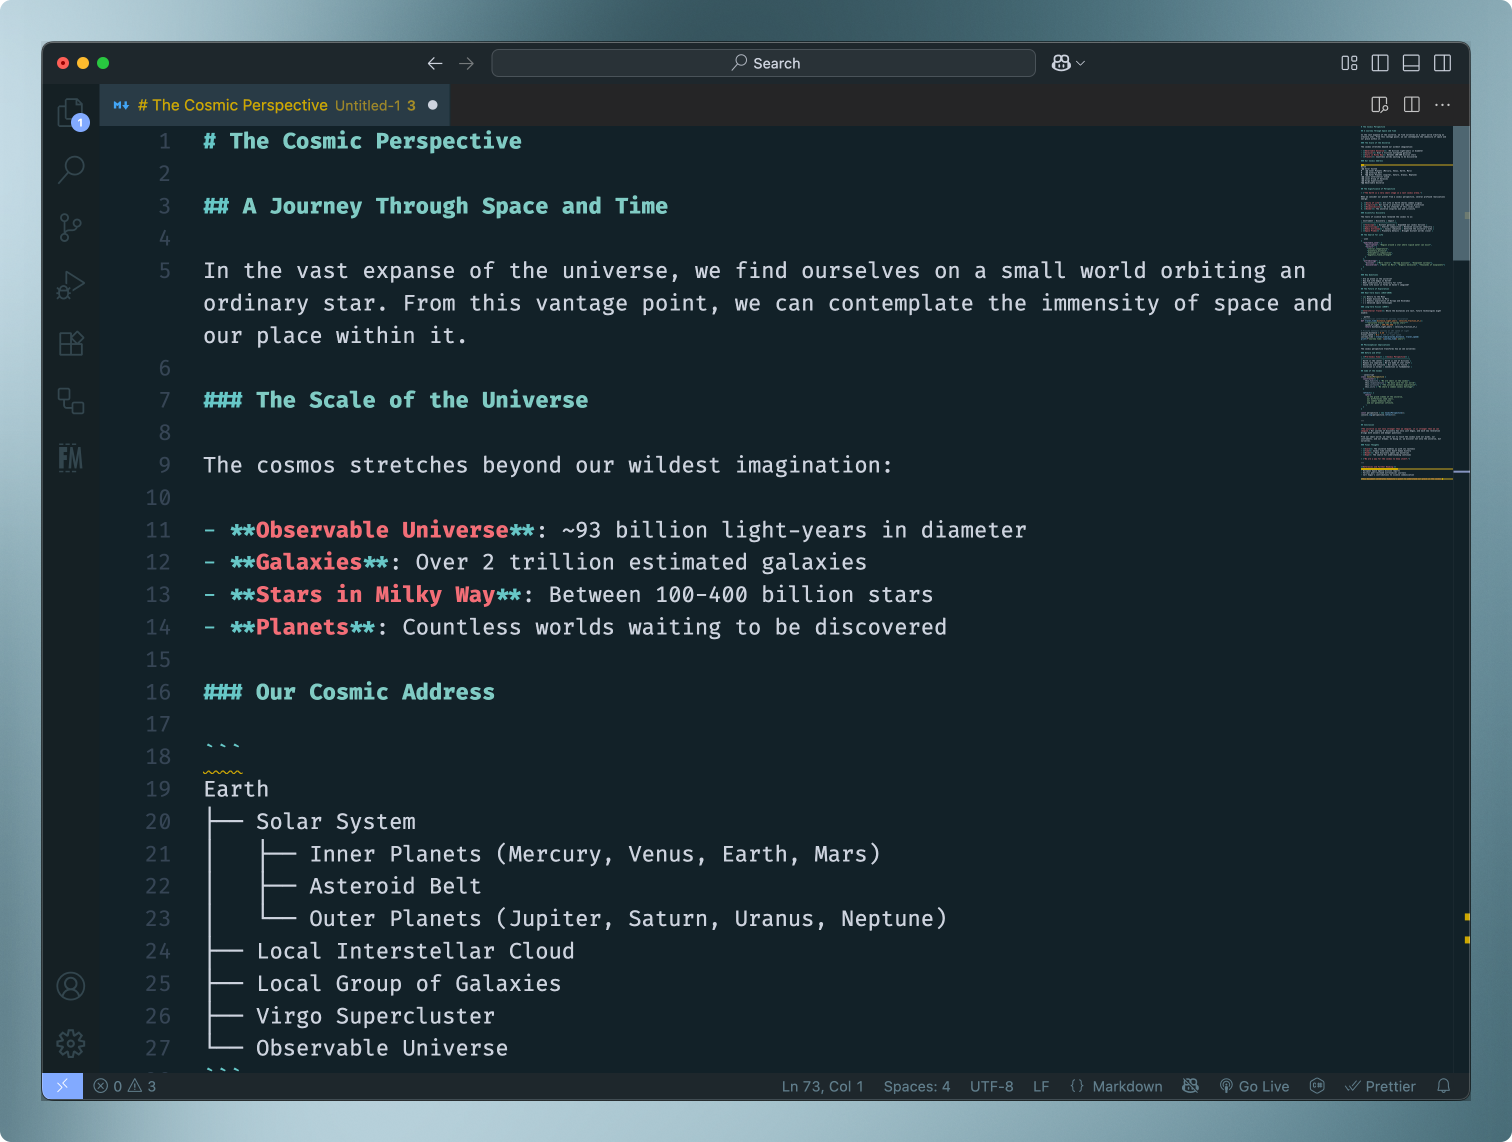 Search
# The Cosmic Perspective Untitled-1 3
1
1 # The Cosmic Perspective
2
3 ## A Journey Through Space and Time
4
5 In the vast expanse of the universe, we find ourselves on a small world orbiting an
ordinary star. From this vantage point, we can contemplate the immensity of space and
our place within it.
6
7 ### The Scale of the Universe
8
9 The cosmos stretches beyond our wildest imagination:
10
11 - **Observable Universe**: ~93 billion light-years in diameter
12 - **Galaxies**: Over 2 trillion estimated galaxies
13 - **Stars in Milky Way**: Between 100-400 billion stars
14 - **Planets**: Countless worlds waiting to be discovered
15
16 ### Our Cosmic Address
17
18 ```
19 Earth
20 ├── Solar System
21 │   ├── Inner Planets (Mercury, Venus, Earth, Mars)
22 │   ├── Asteroid Belt
23 │   └── Outer Planets (Jupiter, Saturn, Uranus, Neptune)
24 ├── Local Interstellar Cloud
25 ├── Local Group of Galaxies
26 ├── Virgo Supercluster
27 └── Observable Universe
```
FM
0 3 Ln 73, Col 1 Spaces: 4 UTF-8 LF {} Markdown Go Live Prettier